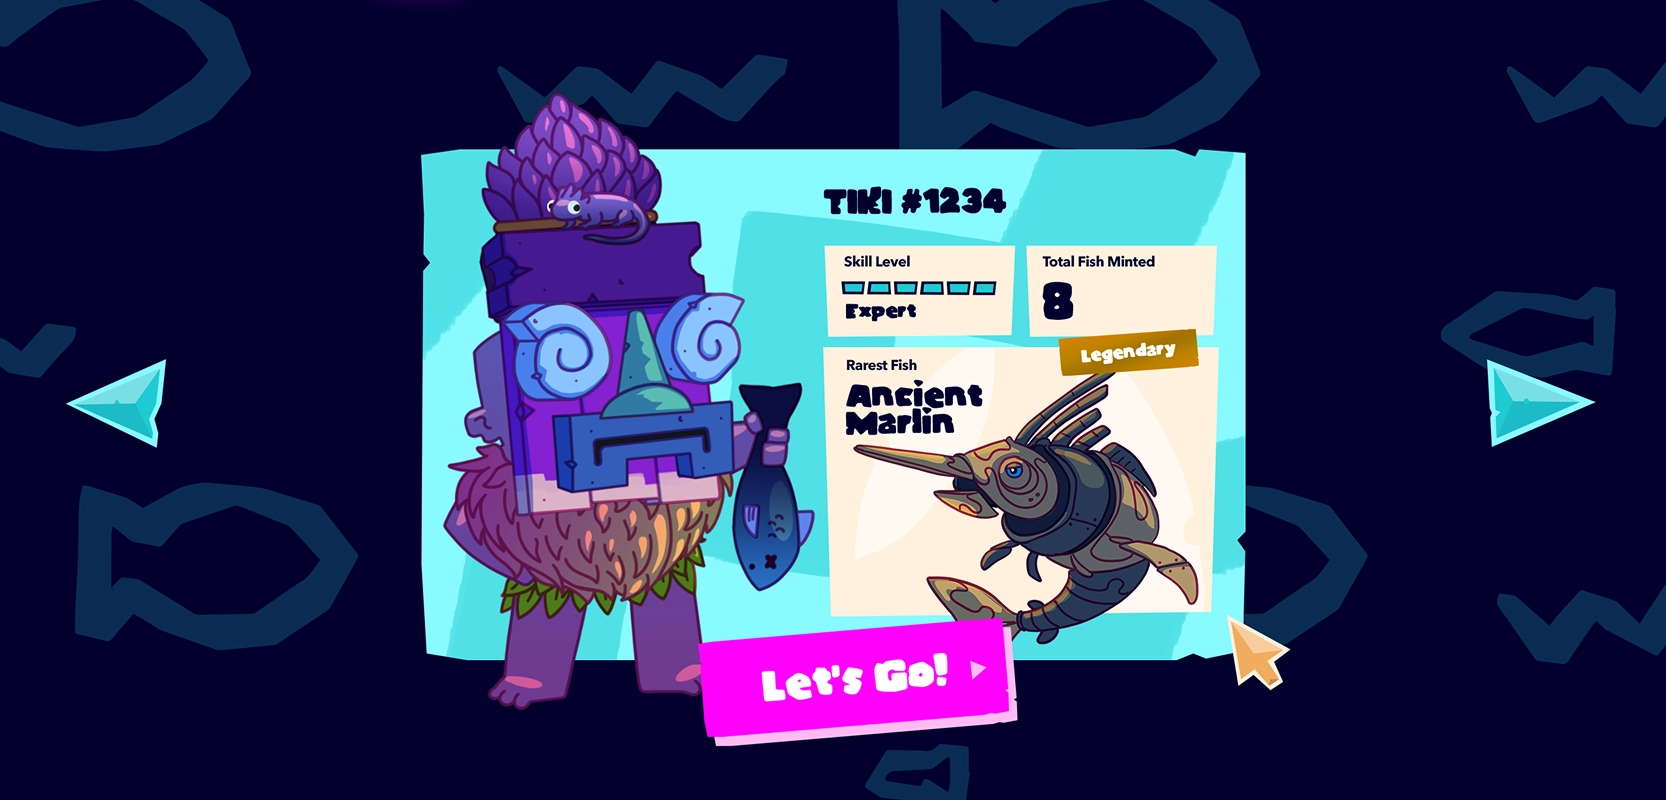 TIKI #1234
Skill Level
Expert
Total Fish Minted
8
Legendary
Rarest Fish
Ancient
Marlin
Let's Go!